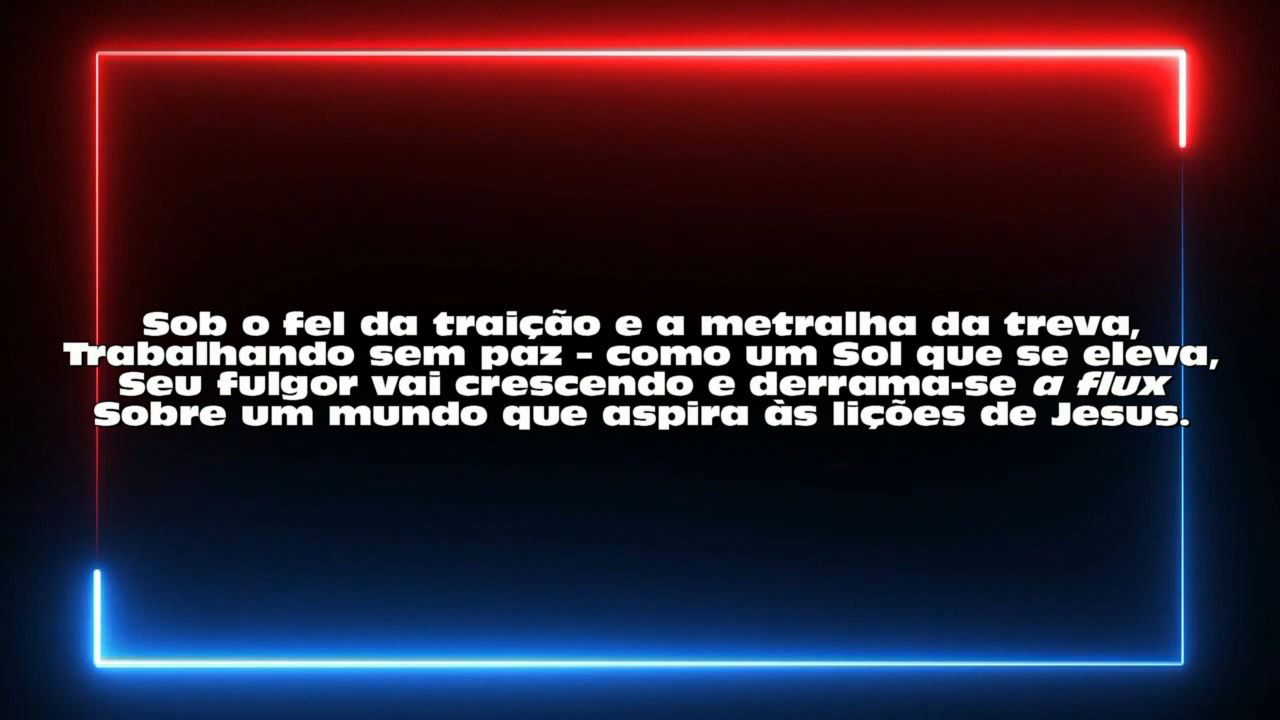 Sob o fel da traição e a metralha da treva,
Trabalhando sem paz - como um Sol que se eleva,
Seu fulgor vai crescendo e derrama-se a flux
Sobre um mundo que aspira às lições de Jesus.